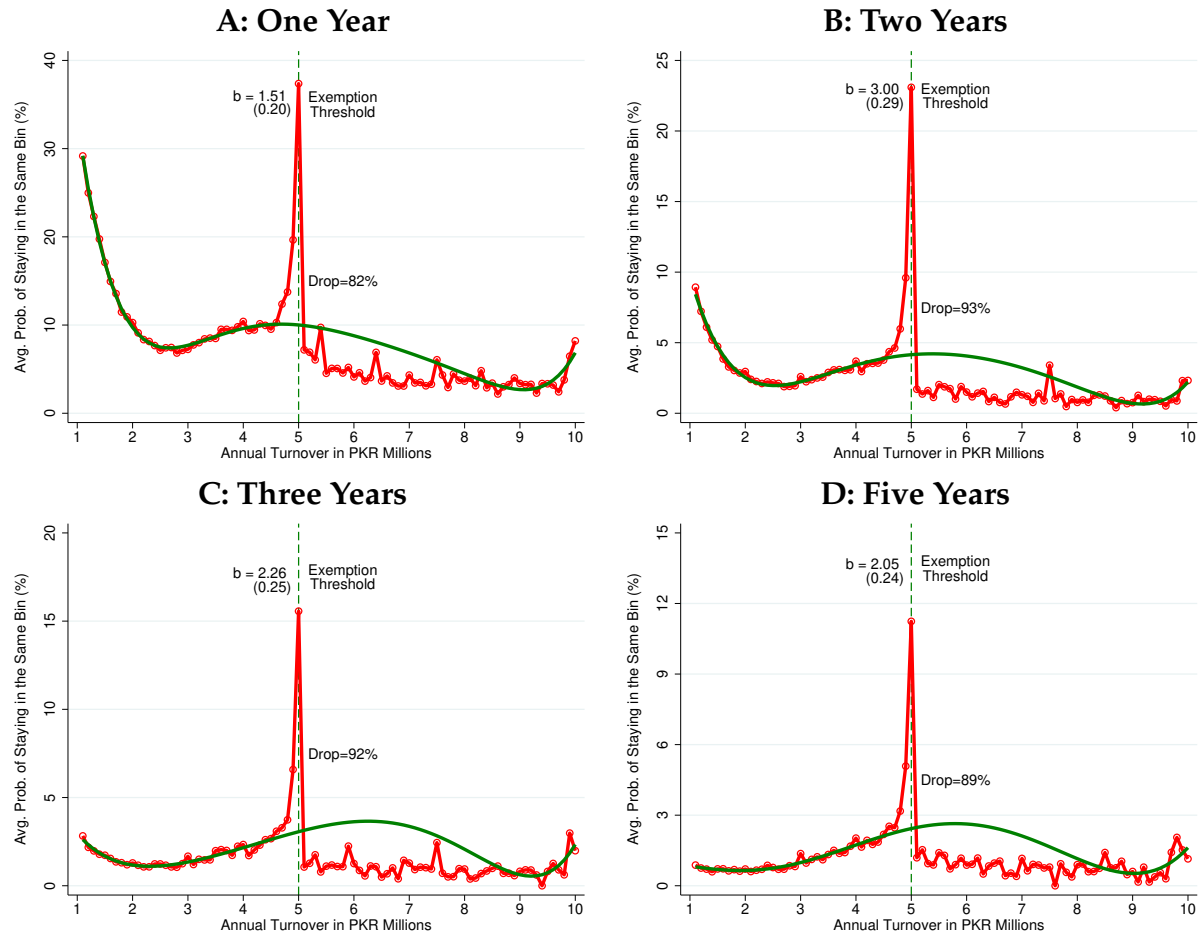 A: One Year
Avg. Prob. of Staying in the Same Bin (%)
40
30
20
10
0
b = 1.51
(0.20)
Exemption
Threshold
Drop=82%
1 2 3 4 5 6 7 8 9 10
Annual Turnover in PKR Millions
B: Two Years
Avg. Prob. of Staying in the Same Bin (%)
25
20
15
10
5
0
b = 3.00
(0.29)
Exemption
Threshold
Drop=93%
1 2 3 4 5 6 7 8 9 10
Annual Turnover in PKR Millions
C: Three Years
Avg. Prob. of Staying in the Same Bin (%)
20
15
10
5
0
b = 2.26
(0.25)
Exemption
Threshold
Drop=92%
1 2 3 4 5 6 7 8 9 10
Annual Turnover in PKR Millions
D: Five Years
Avg. Prob. of Staying in the Same Bin (%)
15
12
9
6
3
0
b = 2.05
(0.24)
Exemption
Threshold
Drop=89%
1 2 3 4 5 6 7 8 9 10
Annual Turnover in PKR Millions